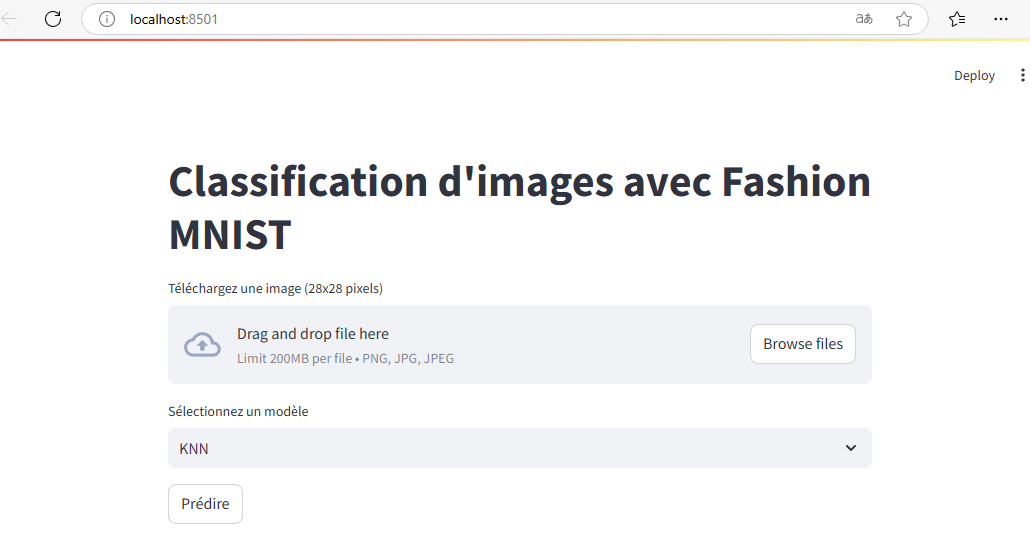 localhost:8501
Deploy
Classification d'images avec Fashion
MNIST
Téléchargez une image (28x28 pixels)
Drag and drop file here
Limit 200MB per file • PNG, JPG, JPEG
Browse files
Sélectionnez un modèle
KNN
Prédire